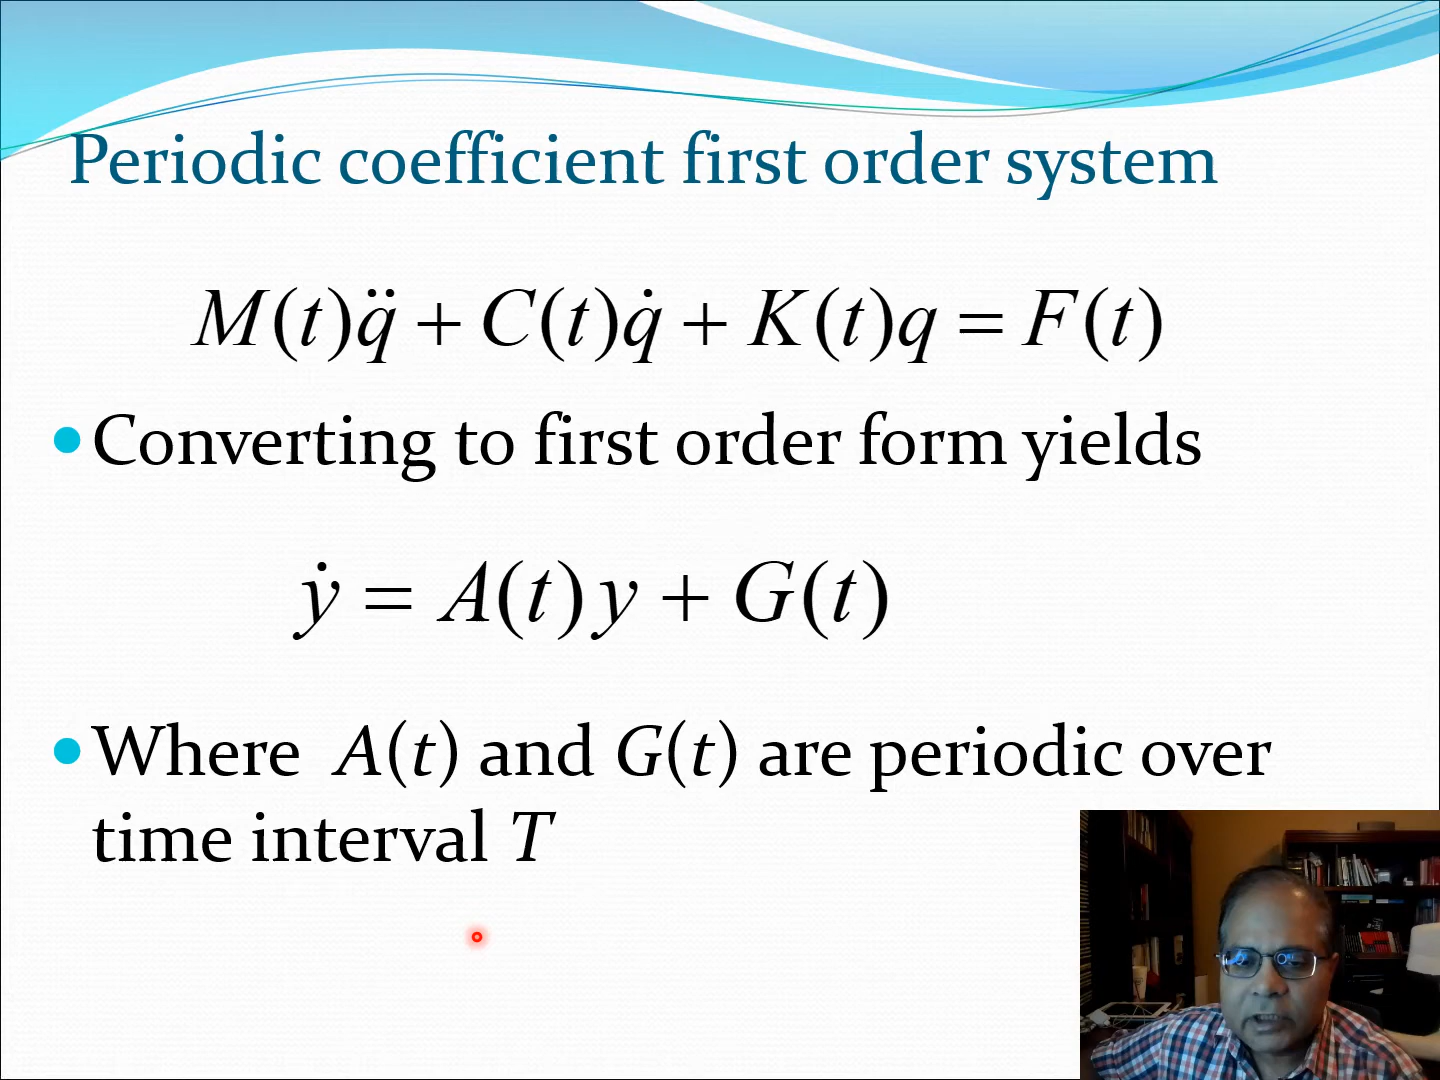 Periodic coefficient first order system
M(t)q̈ + C(t)q̇ + K(t)q = F(t)
• Converting to first order form yields
ẏ = A(t)y + G(t)
• Where A(t) and G(t) are periodic over
time interval T